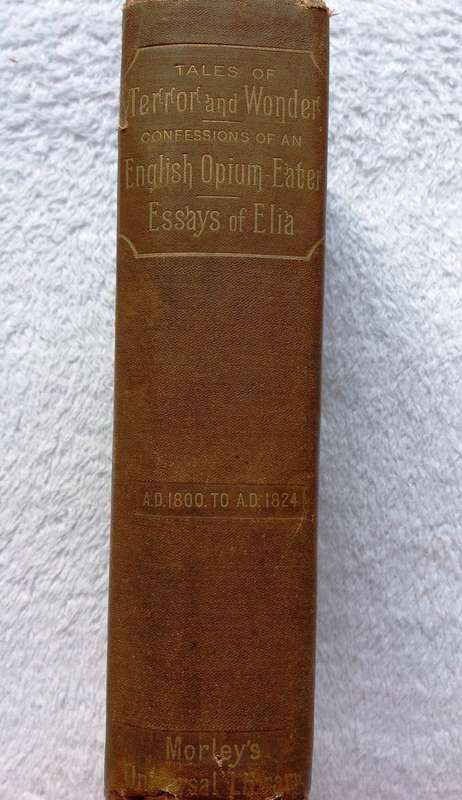 TALES OF
Terror and Wonder
CONFESSIONS OF AN
English Opium-Eater
Essays of Elia
A.D. 1800. TO A.D. 1824
Morley's
Universal Library